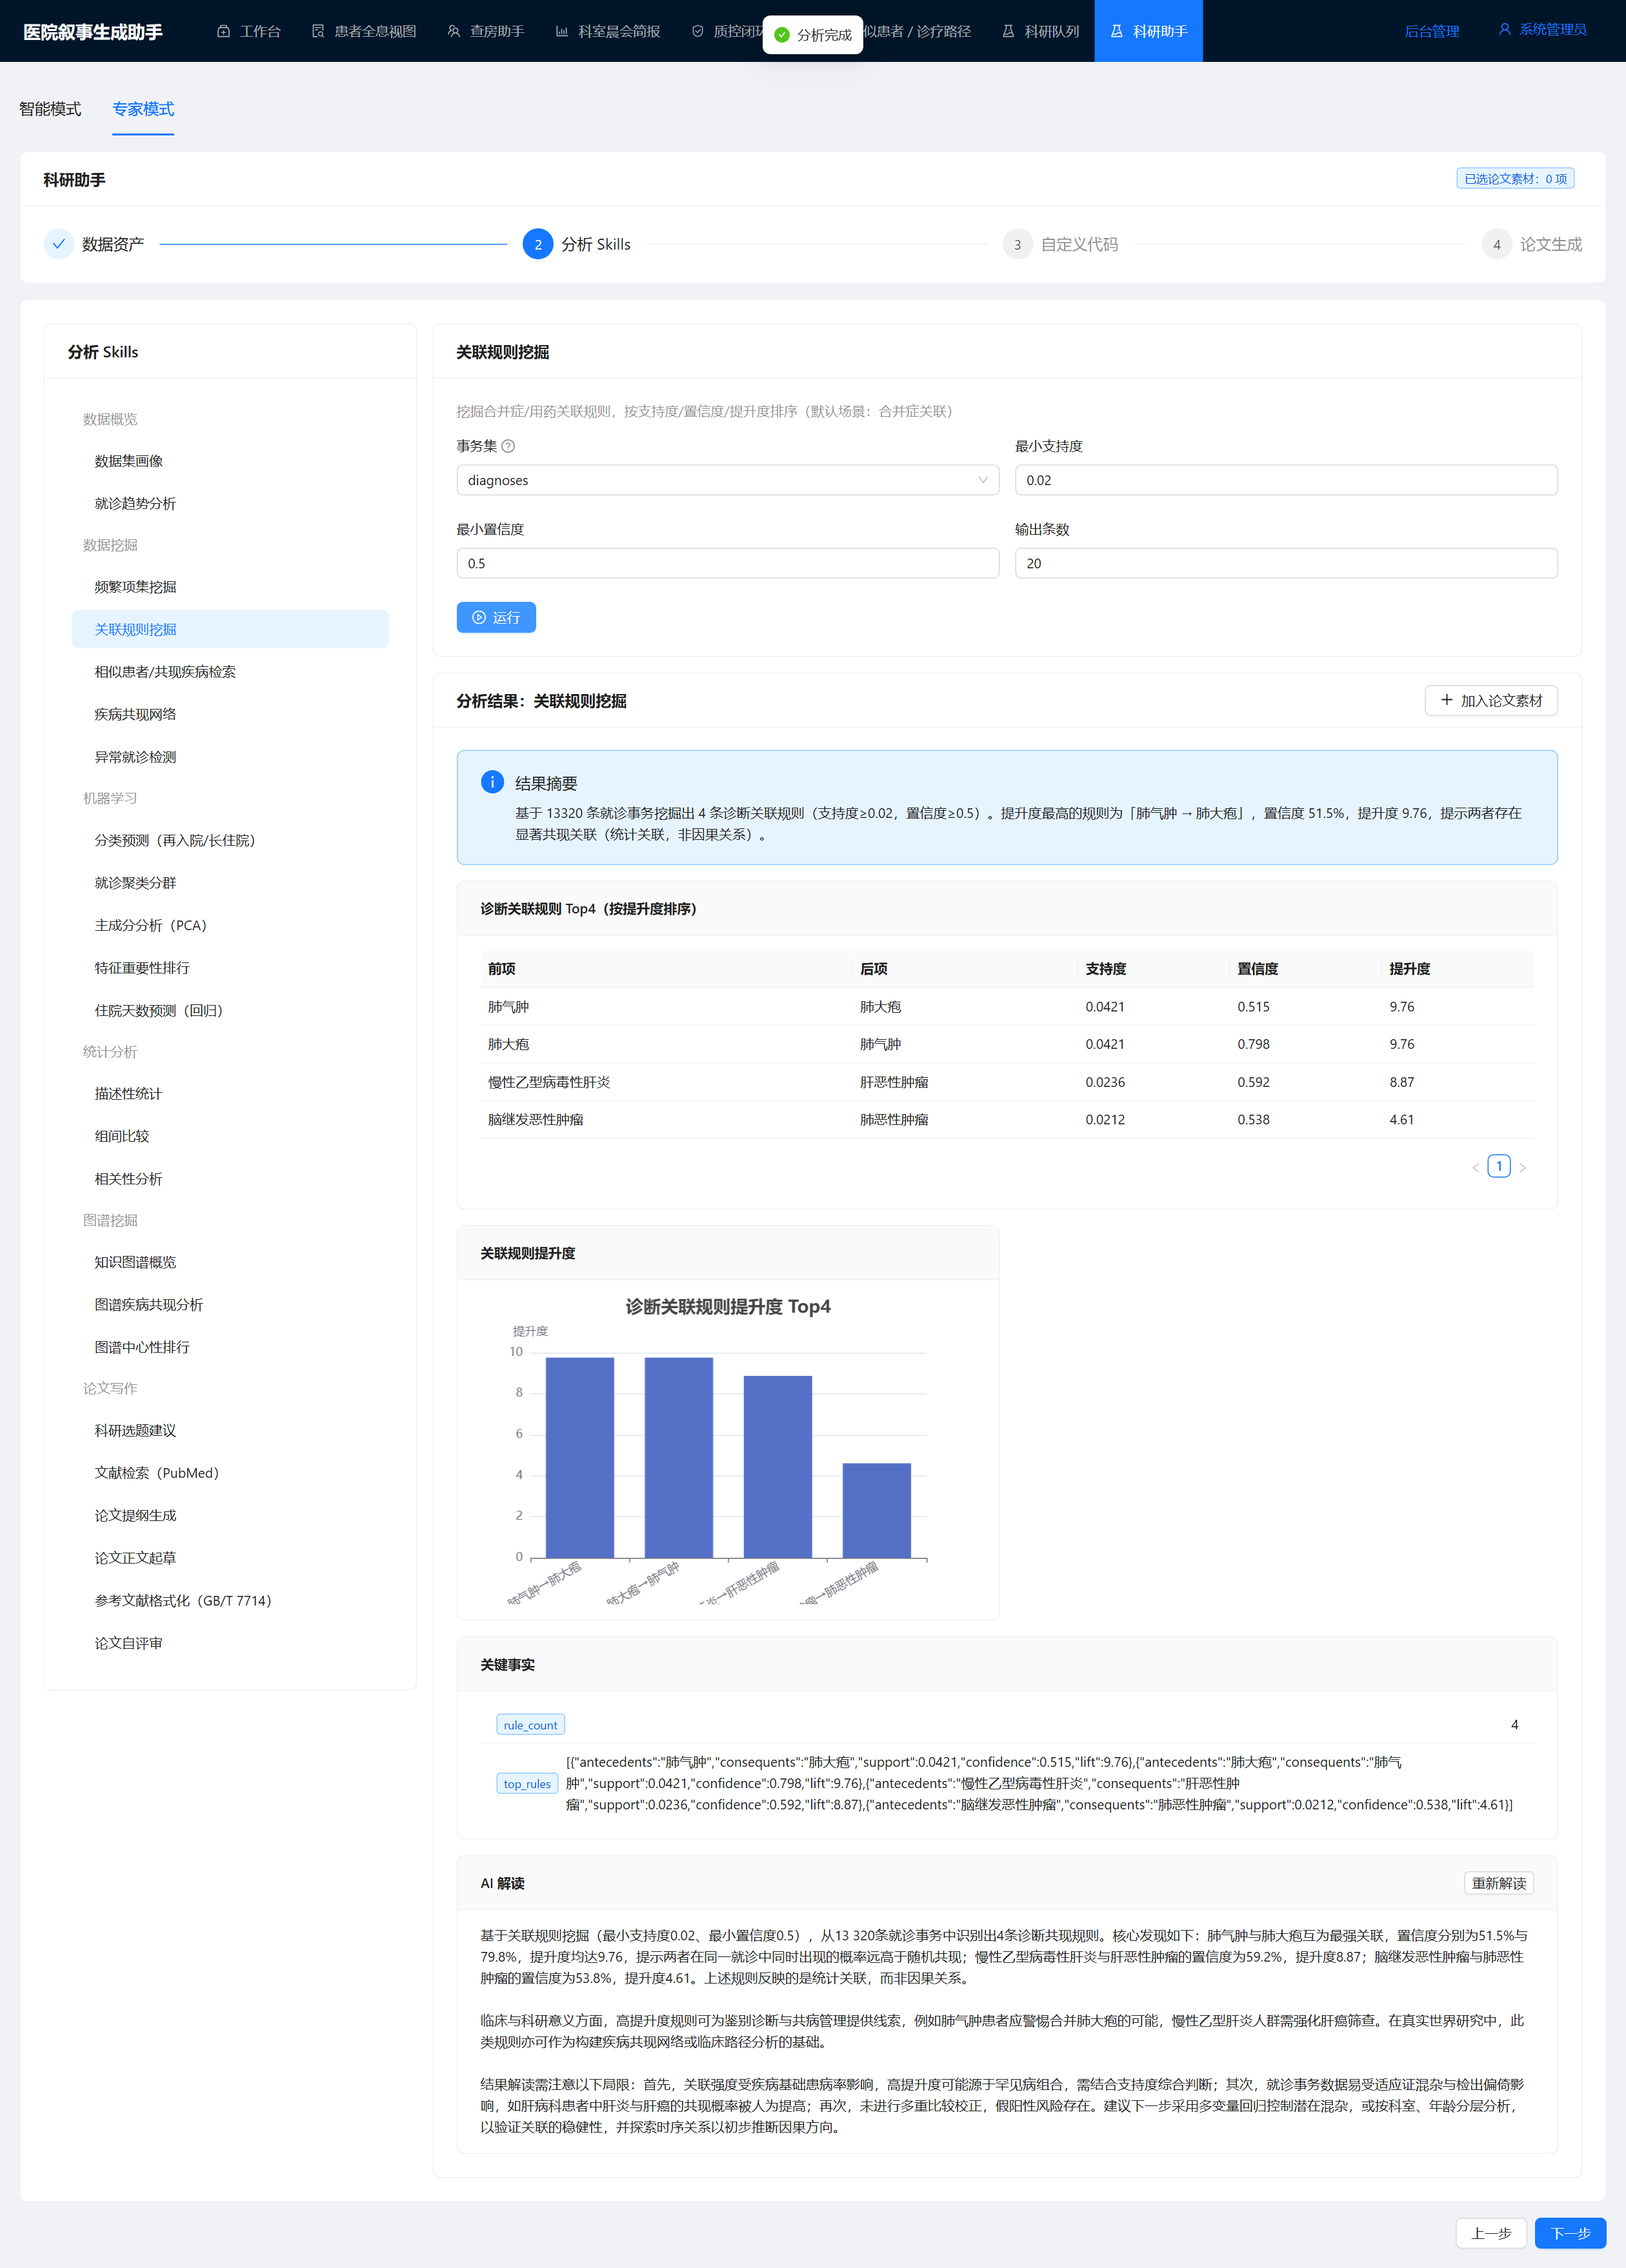 医院叙事生成助手
工作台
患者全息视图
查房助手
科室晨会简报
质控闭环
分析完成
似患者 / 诊疗路径
科研队列
科研助手
后台管理
系统管理员
智能模式
专家模式
科研助手
已选论文素材：0 项
数据资产
2 分析 Skills
3 自定义代码
4 论文生成
分析 Skills
数据概览
数据集画像
就诊趋势分析
数据挖掘
频繁项集挖掘
关联规则挖掘
相似患者/共现疾病检索
疾病共现网络
异常就诊检测
机器学习
分类预测（再入院/长住院）
就诊聚类分群
主成分分析（PCA）
特征重要性排行
住院天数预测（回归）
统计分析
描述性统计
组间比较
相关性分析
图谱挖掘
知识图谱概览
图谱疾病共现分析
图谱中心性排行
论文写作
科研选题建议
文献检索（PubMed）
论文提纲生成
论文正文起草
参考文献格式化（GB/T 7714）
论文自评审
关联规则挖掘
挖掘合并症/用药关联规则，按支持度/置信度/提升度排序（默认场景：合并症关联）
事务集
最小支持度
diagnoses
0.02
最小置信度
输出条数
0.5
20
运行
分析结果：关联规则挖掘
加入论文素材
结果摘要
基于 13320 条就诊事务挖掘出 4 条诊断关联规则（支持度≥0.02，置信度≥0.5）。提升度最高的规则为「肺气肿 → 肺大疱」，置信度 51.5%，提升度 9.76，提示两者存在
显著共现关联（统计关联，非因果关系）。
诊断关联规则 Top4（按提升度排序）
前项 后项 支持度 置信度 提升度
肺气肿 肺大疱 0.0421 0.515 9.76
肺大疱 肺气肿 0.0421 0.798 9.76
慢性乙型病毒性肝炎 肝恶性肿瘤 0.0236 0.592 8.87
脑继发恶性肿瘤 肺恶性肿瘤 0.0212 0.538 4.61
1
关联规则提升度
诊断关联规则提升度 Top4
提升度
10
8
6
4
2
0
肺气肿→肺大疱
肺大疱→肺气肿
炎→肝恶性肿瘤
瘤→肺恶性肿瘤
关键事实
rule_count
4
top_rules
[{"antecedents":"肺气肿","consequents":"肺大疱","support":0.0421,"confidence":0.515,"lift":9.76},{"antecedents":"肺大疱","consequents":"肺气
肿","support":0.0421,"confidence":0.798,"lift":9.76},{"antecedents":"慢性乙型病毒性肝炎","consequents":"肝恶性肿
瘤","support":0.0236,"confidence":0.592,"lift":8.87},{"antecedents":"脑继发恶性肿瘤","consequents":"肺恶性肿瘤","support":0.0212,"confidence":0.538,"lift":4.61}]
AI 解读
重新解读
基于关联规则挖掘（最小支持度0.02、最小置信度0.5），从13 320条就诊事务中识别出4条诊断共现规则。核心发现如下：肺气肿与肺大疱互为最强关联，置信度分别为51.5%与
79.8%，提升度均达9.76，提示两者在同一就诊中同时出现的概率远高于随机共现；慢性乙型病毒性肝炎与肝恶性肿瘤的置信度为59.2%，提升度8.87；脑继发恶性肿瘤与肺恶性
肿瘤的置信度为53.8%，提升度4.61。上述规则反映的是统计关联，而非因果关系。
临床与科研意义方面，高提升度规则可为鉴别诊断与共病管理提供线索，例如肺气肿患者应警惕合并肺大疱的可能，慢性乙型肝炎人群需强化肝癌筛查。在真实世界研究中，此
类规则亦可作为构建疾病共现网络或临床路径分析的基础。
结果解读需注意以下局限：首先，关联强度受疾病基础患病率影响，高提升度可能源于罕见病组合，需结合支持度综合判断；其次，就诊事务数据易受适应证混杂与检出偏倚影
响，如肝病科患者中肝炎与肝癌的共现概率被人为提高；再次，未进行多重比较校正，假阳性风险存在。建议下一步采用多变量回归控制潜在混杂，或按科室、年龄分层分析，
以验证关联的稳健性，并探索时序关系以初步推断因果方向。
上一步
下一步